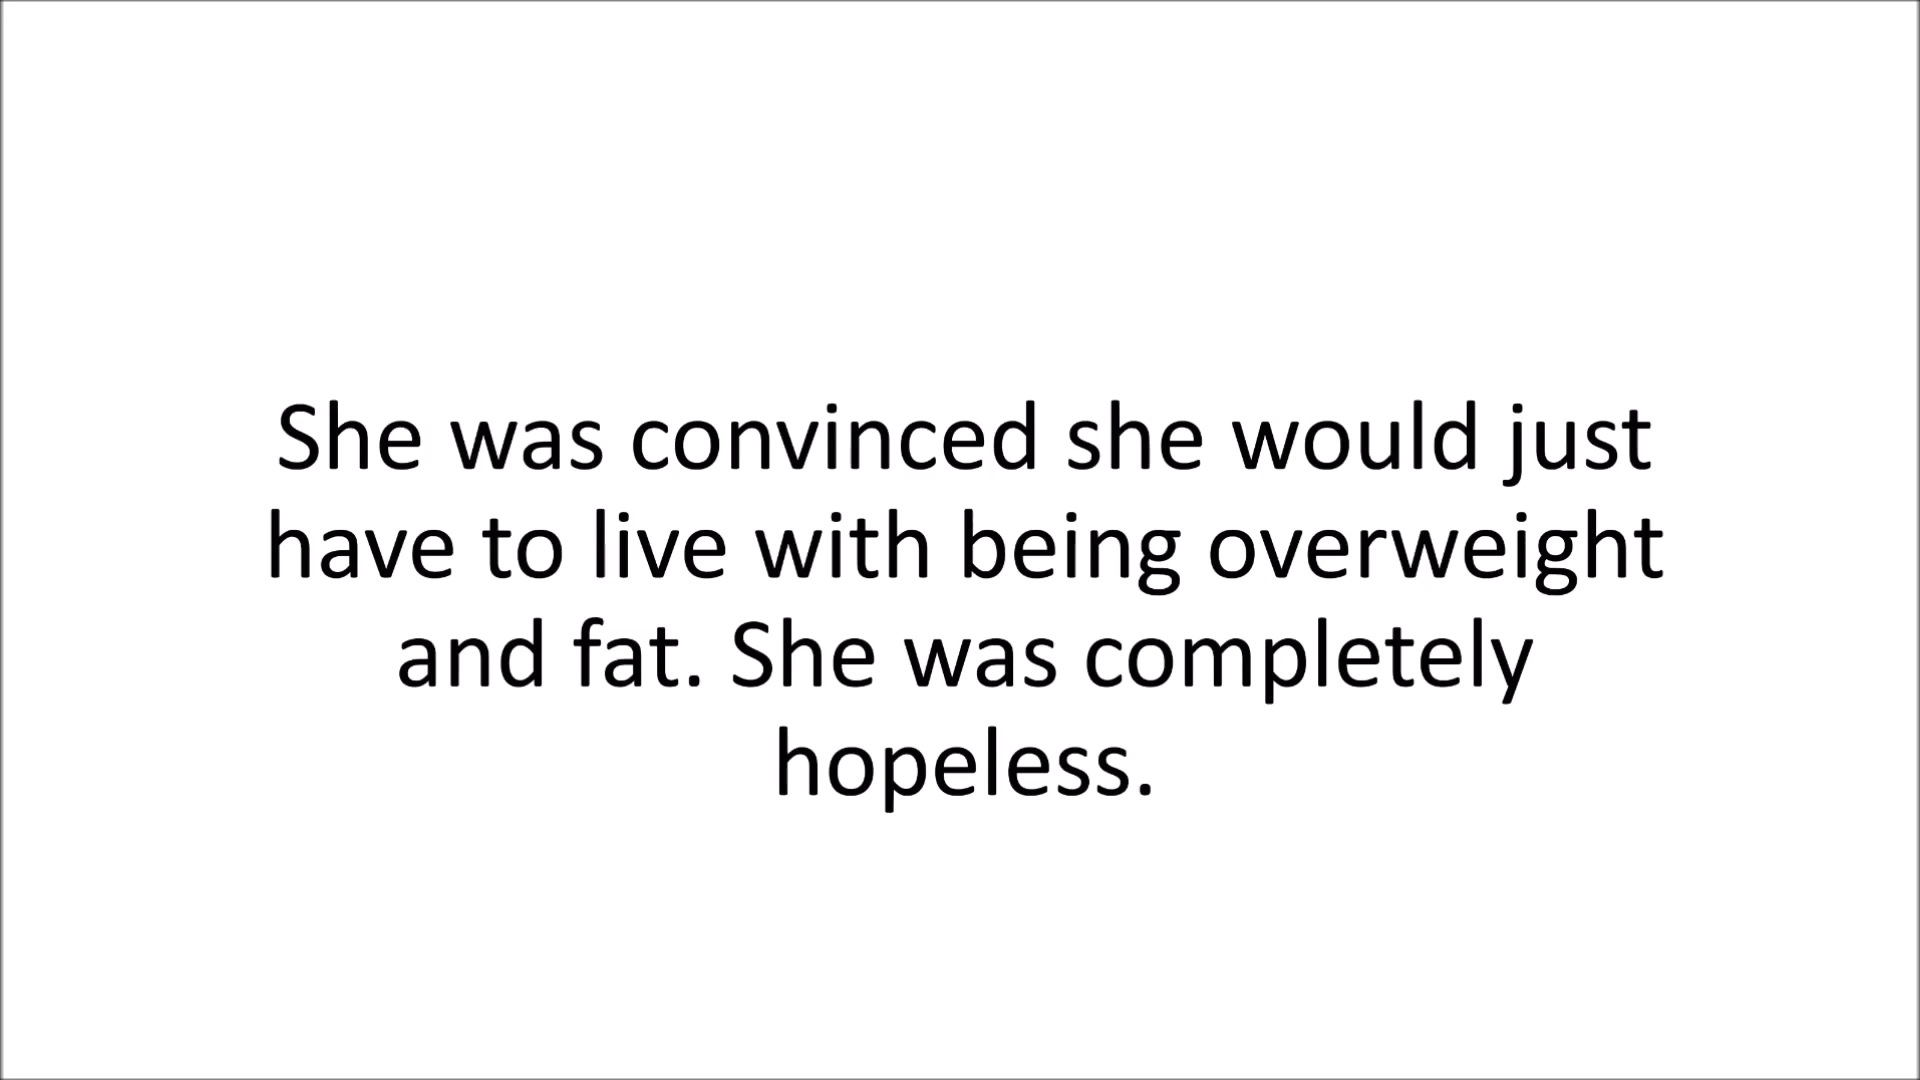 She was convinced she would just
have to live with being overweight
and fat. She was completely
hopeless.